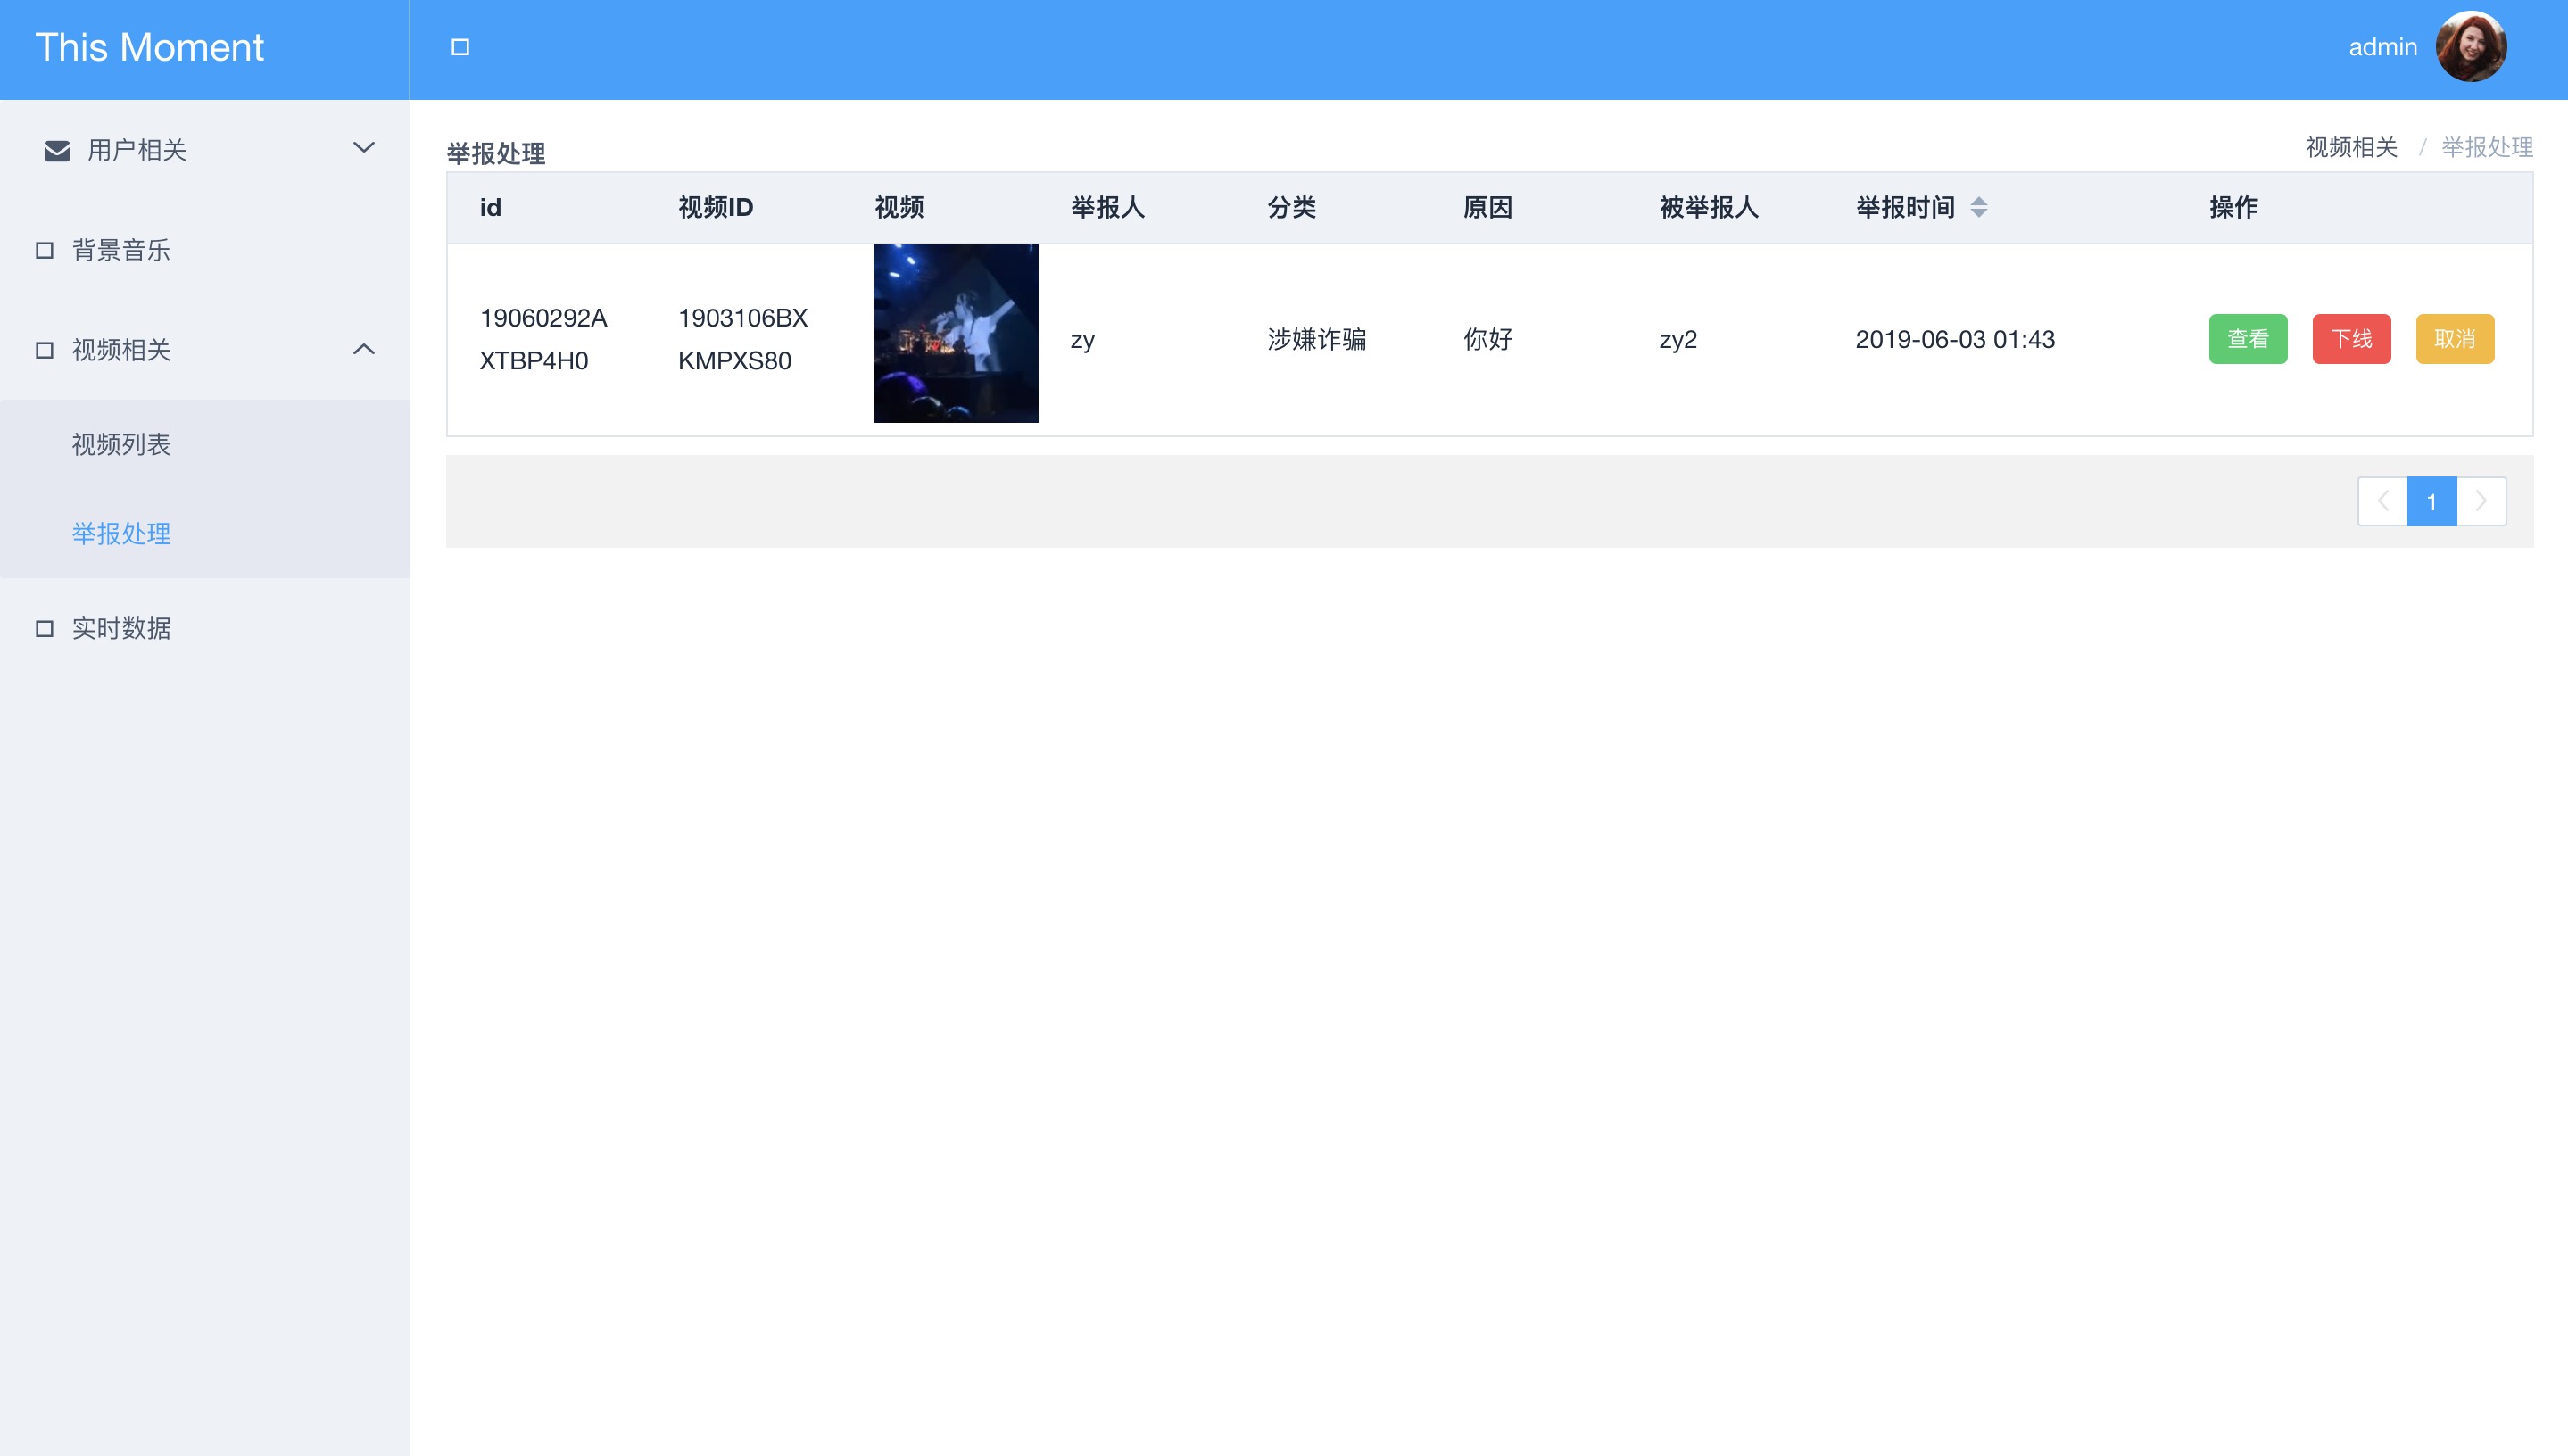 This Moment
admin
用户相关
背景音乐
视频相关
视频列表
举报处理
实时数据
举报处理
视频相关 / 举报处理
id 视频ID 视频 举报人 分类 原因 被举报人 举报时间 操作
19060292A
XTBP4H0
1903106BX
KMPXS80
zy 涉嫌诈骗 你好 zy2 2019-06-03 01:43 查看 下线 取消
1